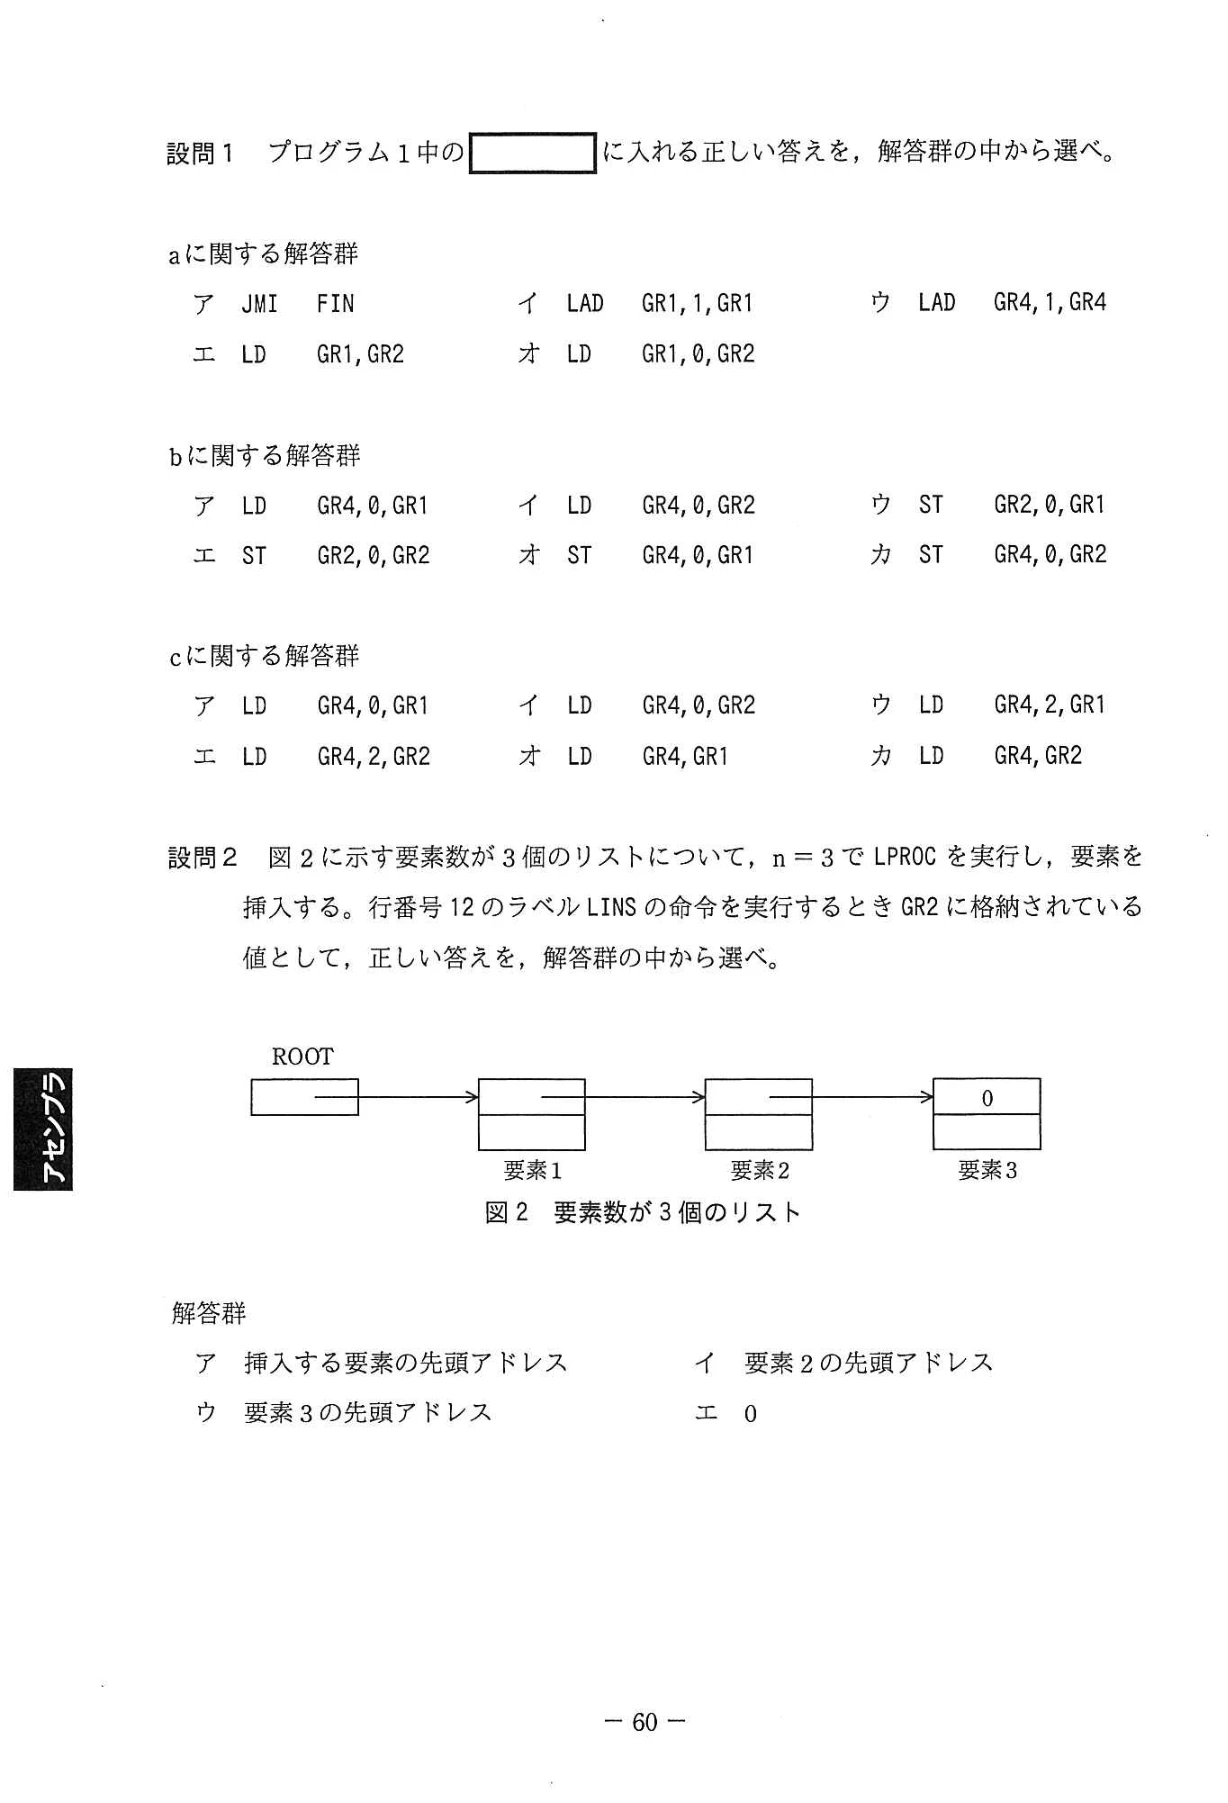 設問1 プログラム1中の に入れる正しい答えを，解答群の中から選べ。
aに関する解答群
ア JMI FIN イ LAD GR1,1,GR1 ウ LAD GR4,1,GR4
エ LD GR1,GR2 オ LD GR1,0,GR2
bに関する解答群
ア LD GR4,0,GR1 イ LD GR4,0,GR2 ウ ST GR2,0,GR1
エ ST GR2,0,GR2 オ ST GR4,0,GR1 カ ST GR4,0,GR2
cに関する解答群
ア LD GR4,0,GR1 イ LD GR4,0,GR2 ウ LD GR4,2,GR1
エ LD GR4,2,GR2 オ LD GR4,GR1 カ LD GR4,GR2
設問2 図2に示す要素数が3個のリストについて，n＝3で LPROC を実行し，要素を
挿入する。行番号12のラベル LINS の命令を実行するとき GR2 に格納されている
値として，正しい答えを，解答群の中から選べ。
ROOT
0
要素1 要素2 要素3
図2 要素数が3個のリスト
アセンブラ
解答群
ア 挿入する要素の先頭アドレス イ 要素2の先頭アドレス
ウ 要素3の先頭アドレス エ 0
－ 60 －